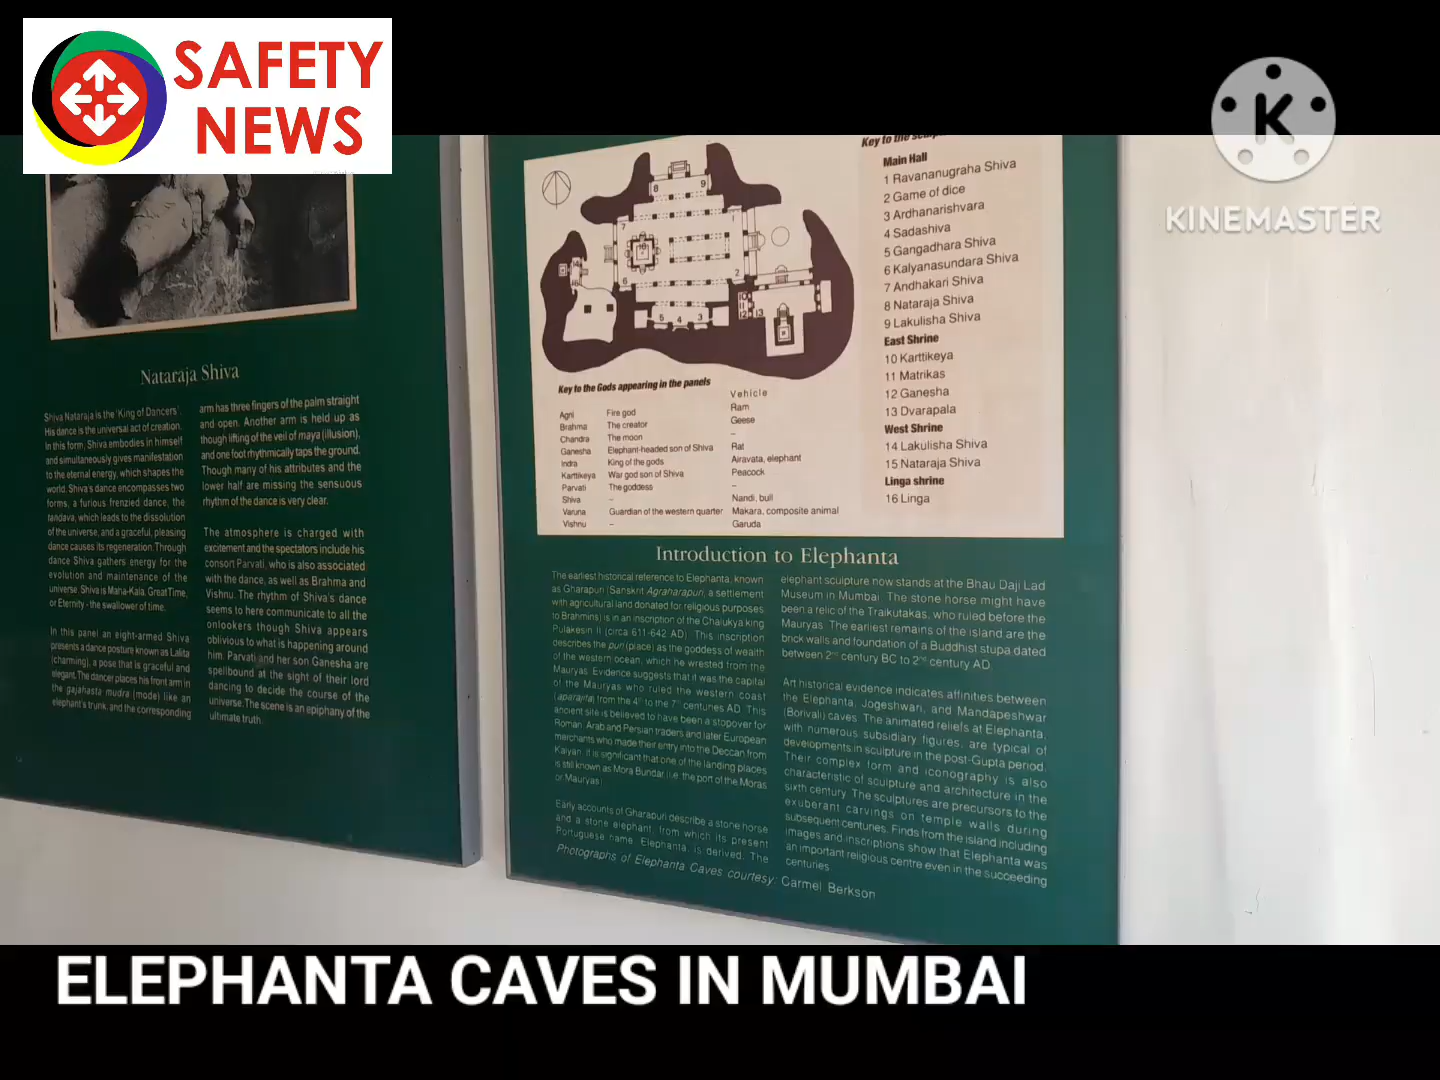 SAFETY
NEWS
KINEMASTER
Nataraja Shiva
Shiva Nataraja is the 'King of Dancers'.
His dance is the universal act of creation.
In this form, Shiva embodies in himself
and simultaneously gives manifestation
to the eternal energy, which shapes the
world. Shiva's dance encompasses two
forms, a furious frenzied dance, the
tandava, which leads to the dissolution
of the universe, and a graceful, pleasing
dance causes its regeneration. Through
dance Shiva gathers energy for the
evolution and maintenance of the
universe. Shiva is Maha-Kala, Great Time,
or Eternity - the swallower of time.
In this panel an eight-armed Shiva
presents a dance posture known as Lalita
(charming), a pose that is graceful and
elegant. The dancer places his front arm in
the gajahasta mudra (mode) like an
elephant's trunk, and the corresponding
arm has three fingers of the palm straight
and open. Another arm is held up as
though lifting of the veil of maya (illusion),
and one foot rhythmically taps the ground.
Though many of his attributes and the
lower half are missing the sensuous
rhythm of the dance is very clear.
The atmosphere is charged with
excitement and the spectators include his
consort Parvati, who is also associated
with the dance, as well as Brahma and
Vishnu. The rhythm of Shiva's dance
seems to here communicate to all the
onlookers though Shiva appears
oblivious to what is happening around
him. Parvati and her son Ganesha are
spellbound at the sight of their lord
dancing to decide the course of the
universe. The scene is an epiphany of the
ultimate truth.
Key to the
Main Hall
1 Ravananugraha Shiva
2 Game of dice
3 Ardhanarishvara
4 Sadashiva
5 Gangadhara Shiva
6 Kalyanasundara Shiva
7 Andhakari Shiva
8 Nataraja Shiva
9 Lakulisha Shiva
East Shrine
10 Karttikeya
11 Matrikas
12 Ganesha
13 Dvarapala
West Shrine
14 Lakulisha Shiva
15 Nataraja Shiva
Linga shrine
16 Linga
Key to the Gods appearing in the panels
Vehicle
Agni Fire god Ram
Brahma The creator Geese
Chandra The moon –
Ganesha Elephant-headed son of Shiva Rat
Indra King of the gods Airavata, elephant
Karttikeya War god son of Shiva Peacock
Parvati The goddess –
Shiva – Nandi, bull
Varuna Guardian of the western quarter Makara, composite animal
Vishnu – Garuda
Introduction to Elephanta
The earliest historical reference to Elephanta, known
as Gharapuri (Sanskrit Agraharapuri, a settlement
with agricultural land donated for religious purposes
to Brahmins) is in an inscription of the Chalukya king
Pulakesin II (circa 611-642 AD). This inscription
describes the puri (place) as the goddess of wealth
of the western ocean, which he wrested from the
Mauryas. Evidence suggests that it was the capital
of the Mauryas who ruled the western coast
(aparanta) from the 4th to the 7th centuries AD. This
ancient site is believed to have been a stopover for
Roman, Arab and Persian traders and later European
merchants who made their entry into the Deccan from
Kalyan. It is significant that one of the landing places
is still known as Mora Bundar i.e. the port of the Moras
or Mauryas.
Early accounts of Gharapuri describe a stone horse
and a stone elephant, from which its present
Portuguese name, Elephanta, is derived. The
elephant sculpture now stands at the Bhau Daji Lad
Museum in Mumbai. The stone horse might have
been a relic of the Traikutakas, who ruled before the
Mauryas. The earliest remains of the island are the
brick walls and foundation of a Buddhist stupa dated
between 2nd century BC to 2nd century AD.
Art historical evidence indicates affinities between
the Elephanta, Jogeshwari, and Mandapeshwar
(Borivali) caves. The animated reliefs at Elephanta,
with numerous subsidiary figures, are typical of
developments in sculpture in the post-Gupta period.
Their complex form and iconography is also
characteristic of sculpture and architecture in the
sixth century. The sculptures are precursors to the
exuberant carvings on temple walls during
subsequent centuries. Finds from the island including
images and inscriptions show that Elephanta was
an important religious centre even in the succeeding
centuries.
Photographs of Elephanta Caves courtesy: Carmel Berkson
ELEPHANTA CAVES IN MUMBAI